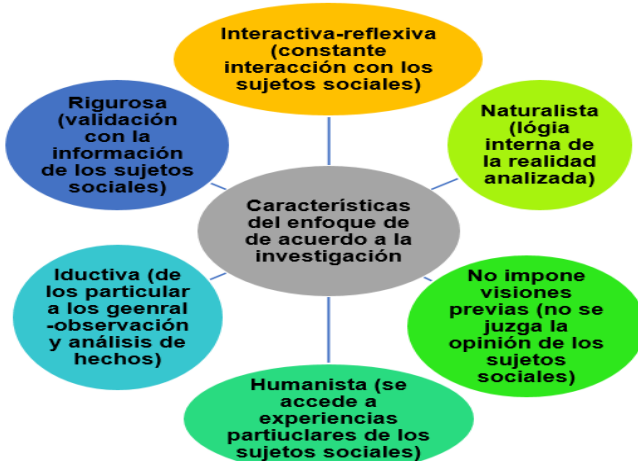 Interactiva-reflexiva
(constante
interacción con los
sujetos sociales)
Rigurosa
(validación
con la
información
de los sujetos
sociales)
Naturalista
(lógia
interna de
la realidad
analizada)
Características
del enfoque de
de acuerdo a la
investigación
Iductiva (de
los particular
a los geenral
-observación
y análisis de
hechos)
No impone
visiones
previas (no se
juzga la
opinión de los
sujetos
sociales)
Humanista (se
accede a
experiencias
partiuclares de los
sujetos sociales)